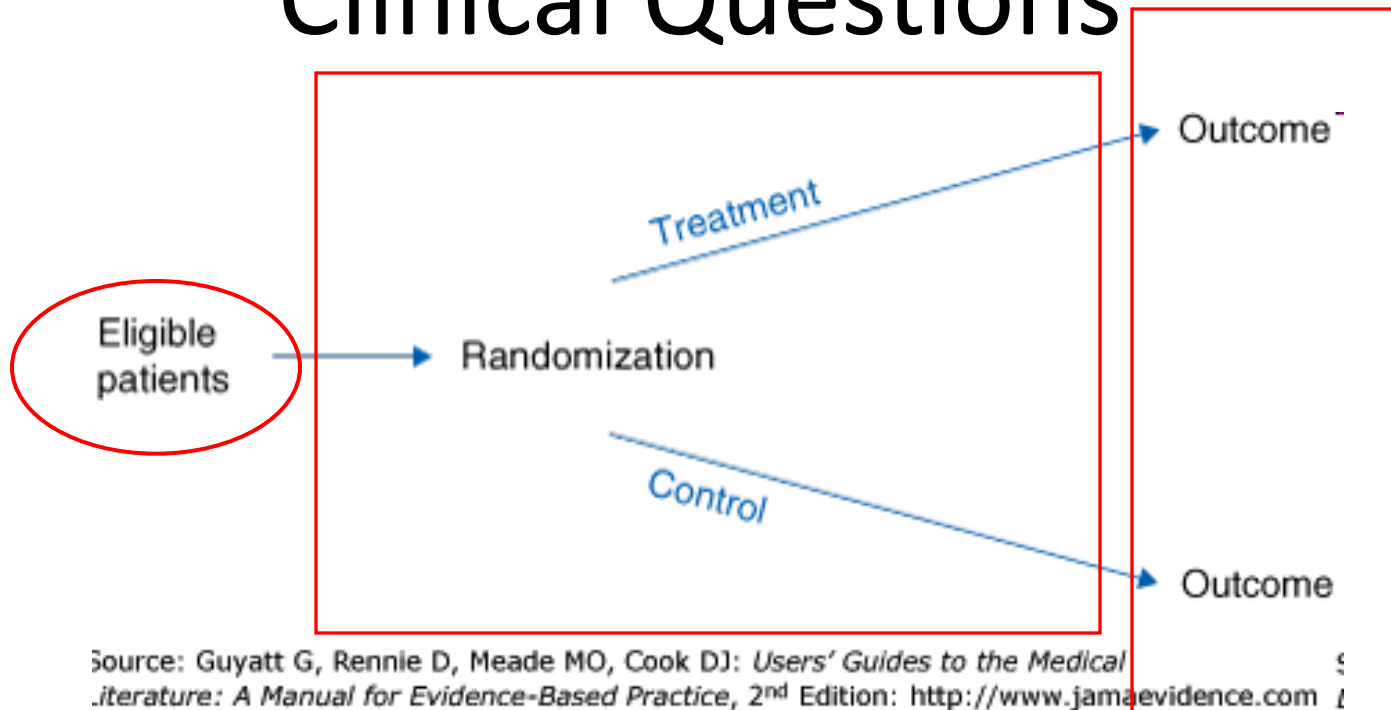 Clinical Questions
Outcome
Treatment
Eligible
patients
Randomization
Control
Outcome
Source: Guyatt G, Rennie D, Meade MO, Cook DJ: Users' Guides to the Medical
Literature: A Manual for Evidence-Based Practice, 2nd Edition: http://www.jamaevidence.com